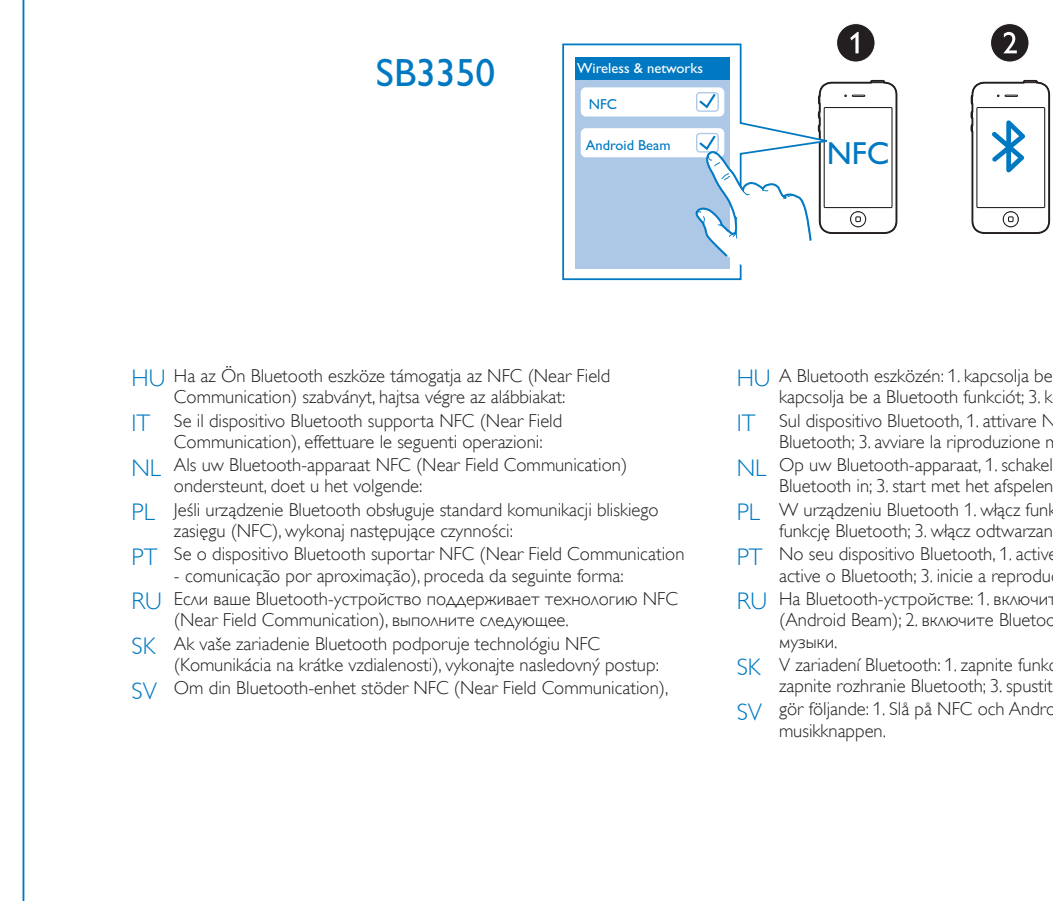 SB3350
Wireless & networks
NFC
Android Beam
1
NFC
2
HU Ha az Ön Bluetooth eszköze támogatja az NFC (Near Field
Communication) szabványt, hajtsa végre az alábbiakat:
IT Se il dispositivo Bluetooth supporta NFC (Near Field
Communication), effettuare le seguenti operazioni:
NL Als uw Bluetooth-apparaat NFC (Near Field Communication)
ondersteunt, doet u het volgende:
PL Jeśli urządzenie Bluetooth obsługuje standard komunikacji bliskiego
zasięgu (NFC), wykonaj następujące czynności:
PT Se o dispositivo Bluetooth suportar NFC (Near Field Communication
- comunicação por aproximação), proceda da seguinte forma:
RU Если ваше Bluetooth-устройство поддерживает технологию NFC
(Near Field Communication), выполните следующее.
SK Ak vaše zariadenie Bluetooth podporuje technológiu NFC
(Komunikácia na krátke vzdialenosti), vykonajte nasledovný postup:
SV Om din Bluetooth-enhet stöder NFC (Near Field Communication),
HU A Bluetooth eszközén: 1. kapcsolja be
kapcsolja be a Bluetooth funkciót; 3. k
IT Sul dispositivo Bluetooth, 1. attivare N
Bluetooth; 3. avviare la riproduzione m
NL Op uw Bluetooth-apparaat, 1. schakel
Bluetooth in; 3. start met het afspelen
PL W urządzeniu Bluetooth 1. włącz funk
funkcję Bluetooth; 3. włącz odtwarzan
PT No seu dispositivo Bluetooth, 1. active
active o Bluetooth; 3. inicie a reproduc
RU На Bluetooth-устройстве: 1. включит
(Android Beam); 2. включите Bluetoo
музыки.
SK V zariadení Bluetooth: 1. zapnite funkc
zapnite rozhranie Bluetooth; 3. spustit
SV gör följande: 1. Slå på NFC och Andro
musikknappen.